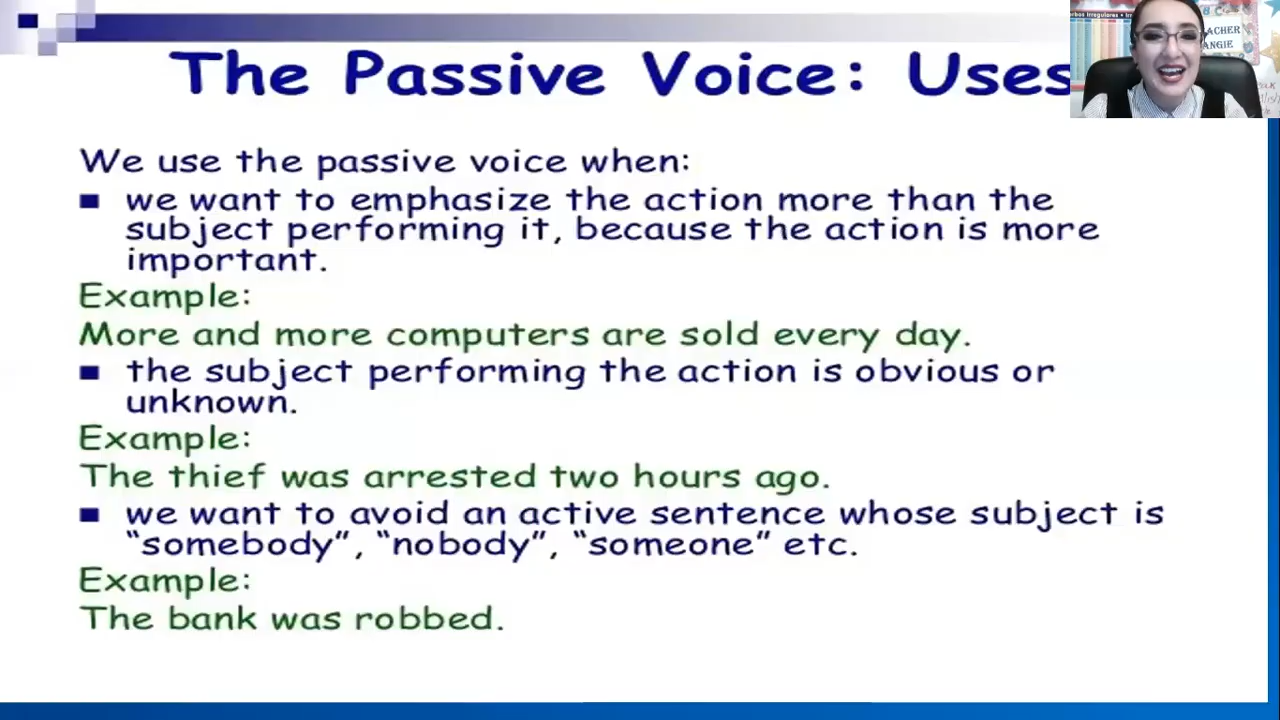 The Passive Voice: Uses
We use the passive voice when:
■ we want to emphasize the action more than the
subject performing it, because the action is more
important.
Example:
More and more computers are sold every day.
■ the subject performing the action is obvious or
unknown.
Example:
The thief was arrested two hours ago.
■ we want to avoid an active sentence whose subject is
“somebody”, “nobody”, “someone” etc.
Example:
The bank was robbed.
ANGIE